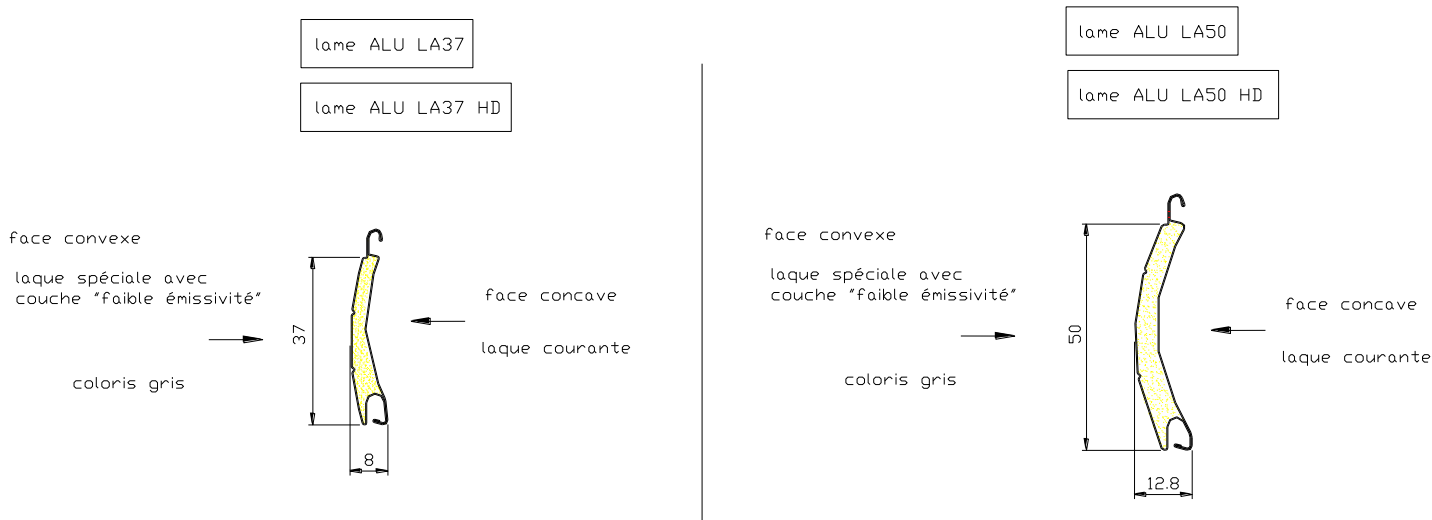 lame ALU LA37
lame ALU LA37 HD
face convexe
laque spéciale avec
couche "faible émissivité"
coloris gris
37
8
face concave
laque courante
lame ALU LA50
lame ALU LA50 HD
face convexe
laque spéciale avec
couche "faible émissivité"
coloris gris
50
12.8
face concave
laque courante